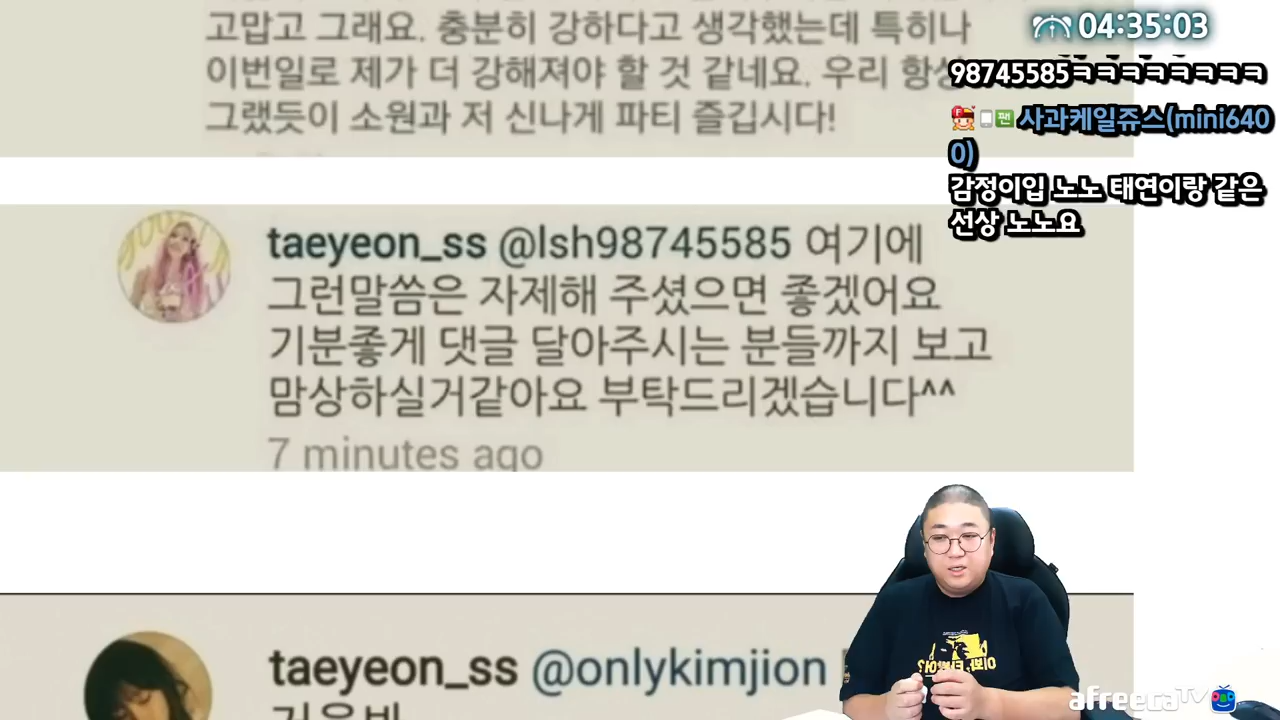 고맙고 그래요. 충분히 강하다고 생각했는데 특히나
이번일로 제가 더 강해져야 할 것 같네요. 우리 항상
그랬듯이 소원과 저 신나게 파티 즐깁시다!
taeyeon_ss @lsh98745585 여기에
그런말씀은 자제해 주셨으면 좋겠어요
기분좋게 댓글 달아주시는 분들까지 보고
맘상하실거같아요 부탁드리겠습니다^^
7 minutes ago
taeyeon_ss @onlykimjion
04:35:03
98745585ㅋㅋㅋㅋㅋㅋㅋㅋ
팬 사과케일쥬스(mini640
0)
감정이입 노노 태연이랑 같은
선상 노노요
afreecaTV